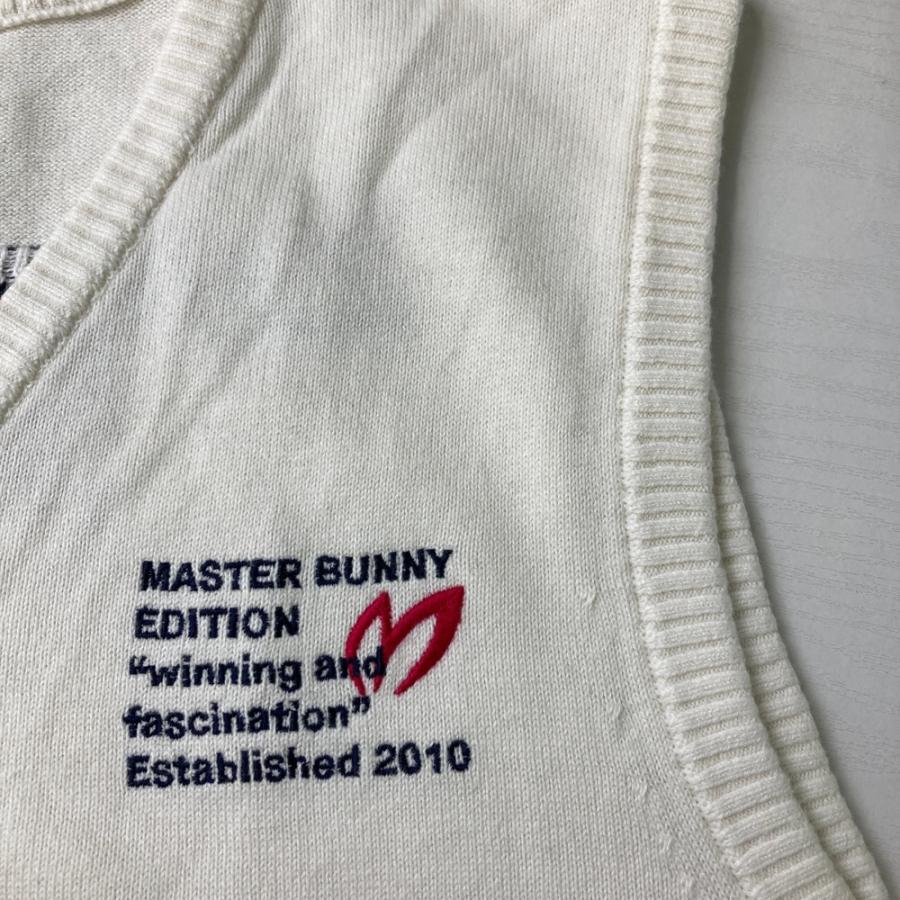 MASTER BUNNY
EDITION
“winning and
fascination”
Established 2010